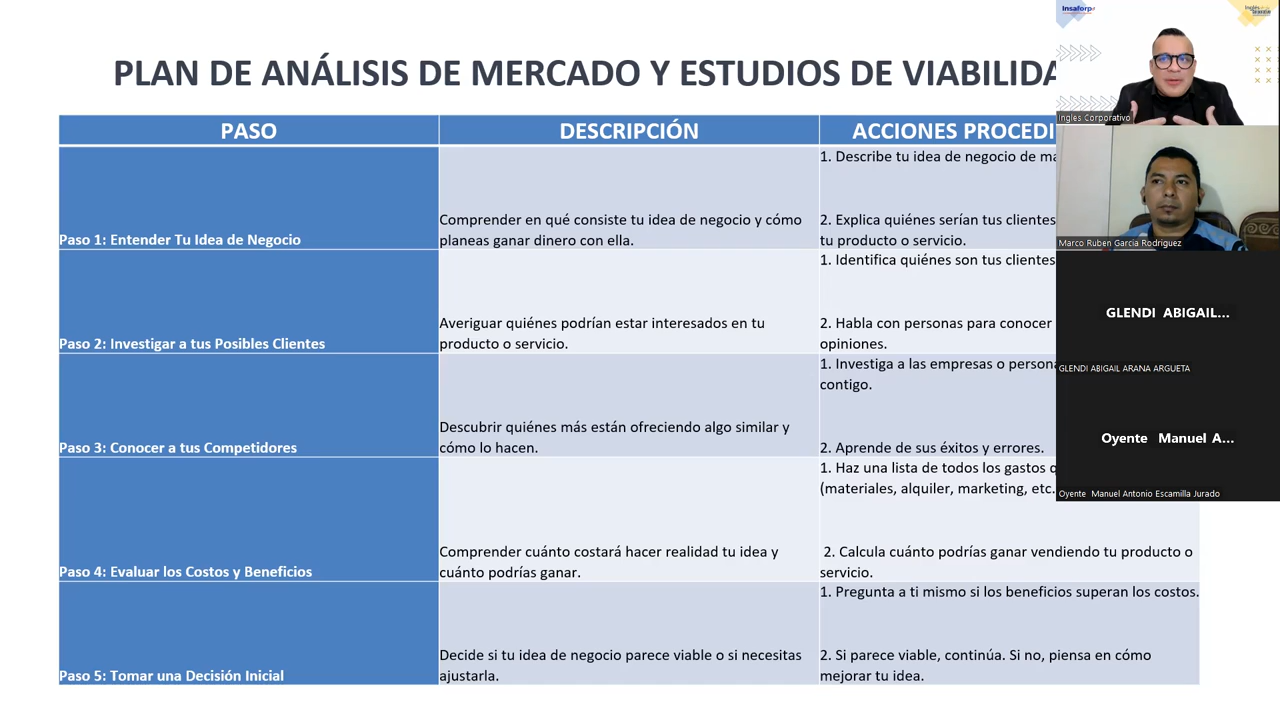 PLAN DE ANÁLISIS DE MERCADO Y ESTUDIOS DE VIABILIDA
PASO
DESCRIPCIÓN
ACCIONES PROCEDI
Paso 1: Entender Tu Idea de Negocio
Comprender en qué consiste tu idea de negocio y cómo
planeas ganar dinero con ella.
1. Describe tu idea de negocio de
2. Explica quiénes serían tus clientes
tu producto o servicio.
Paso 2: Investigar a tus Posibles Clientes
Averiguar quiénes podrían estar interesados en tu
producto o servicio.
1. Identifica quiénes son tus clientes
2. Habla con personas para conocer
opiniones.
Paso 3: Conocer a tus Competidores
Descubrir quiénes más están ofreciendo algo similar y
cómo lo hacen.
1. Investiga a las empresas o persona
contigo.
2. Aprende de sus éxitos y errores.
Paso 4: Evaluar los Costos y Beneficios
Comprender cuánto costará hacer realidad tu idea y
cuánto podrías ganar.
1. Haz una lista de todos los gastos
(materiales, alquiler, marketing, etc.
2. Calcula cuánto podrías ganar vendiendo tu producto o
servicio.
Paso 5: Tomar una Decisión Inicial
Decide si tu idea de negocio parece viable o si necesitas
ajustarla.
1. Pregunta a ti mismo si los beneficios superan los costos.
2. Si parece viable, continúa. Si no, piensa en cómo
mejorar tu idea.
Insaforp
Ingles Corporativo
Marco Ruben Garcia Rodriguez
GLENDI ABIGAIL...
GLENDI ABIGAIL ARANA ARGUETA
Oyente Manuel A...
Oyente Manuel Antonio Escamilla Jurado